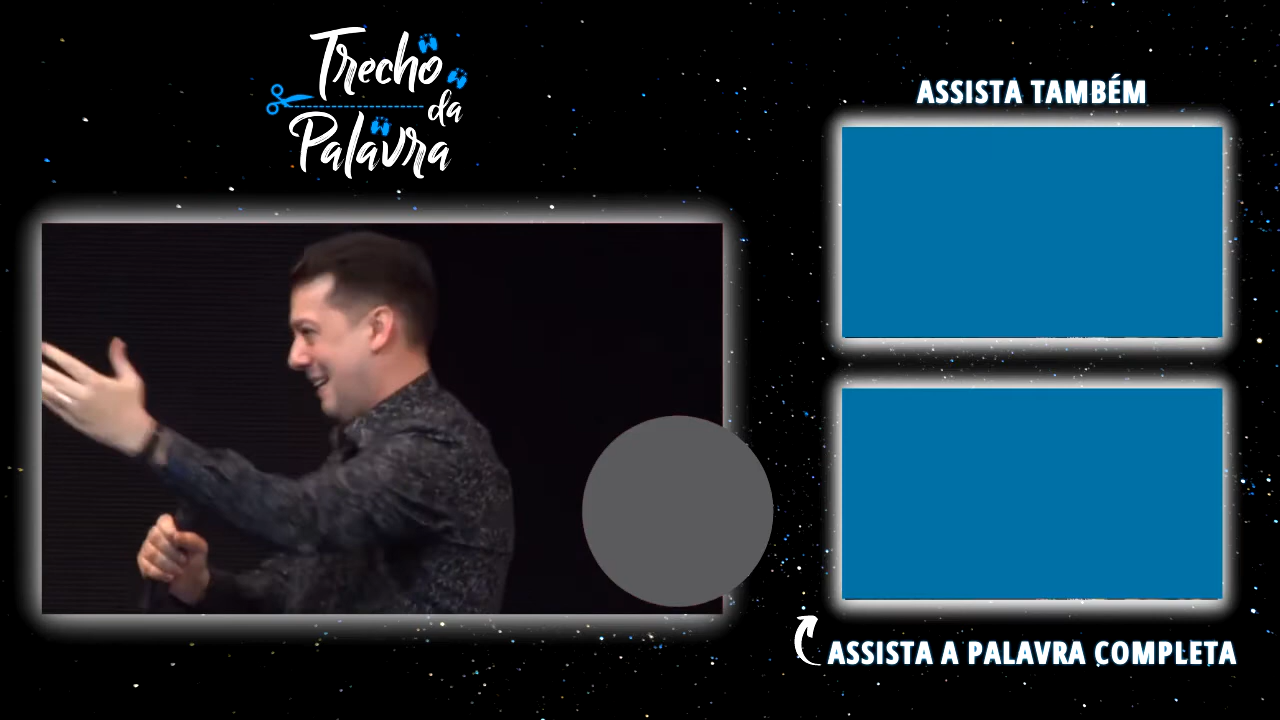 Trecho
da
Palavra
ASSISTA TAMBÉM
ASSISTA A PALAVRA COMPLETA